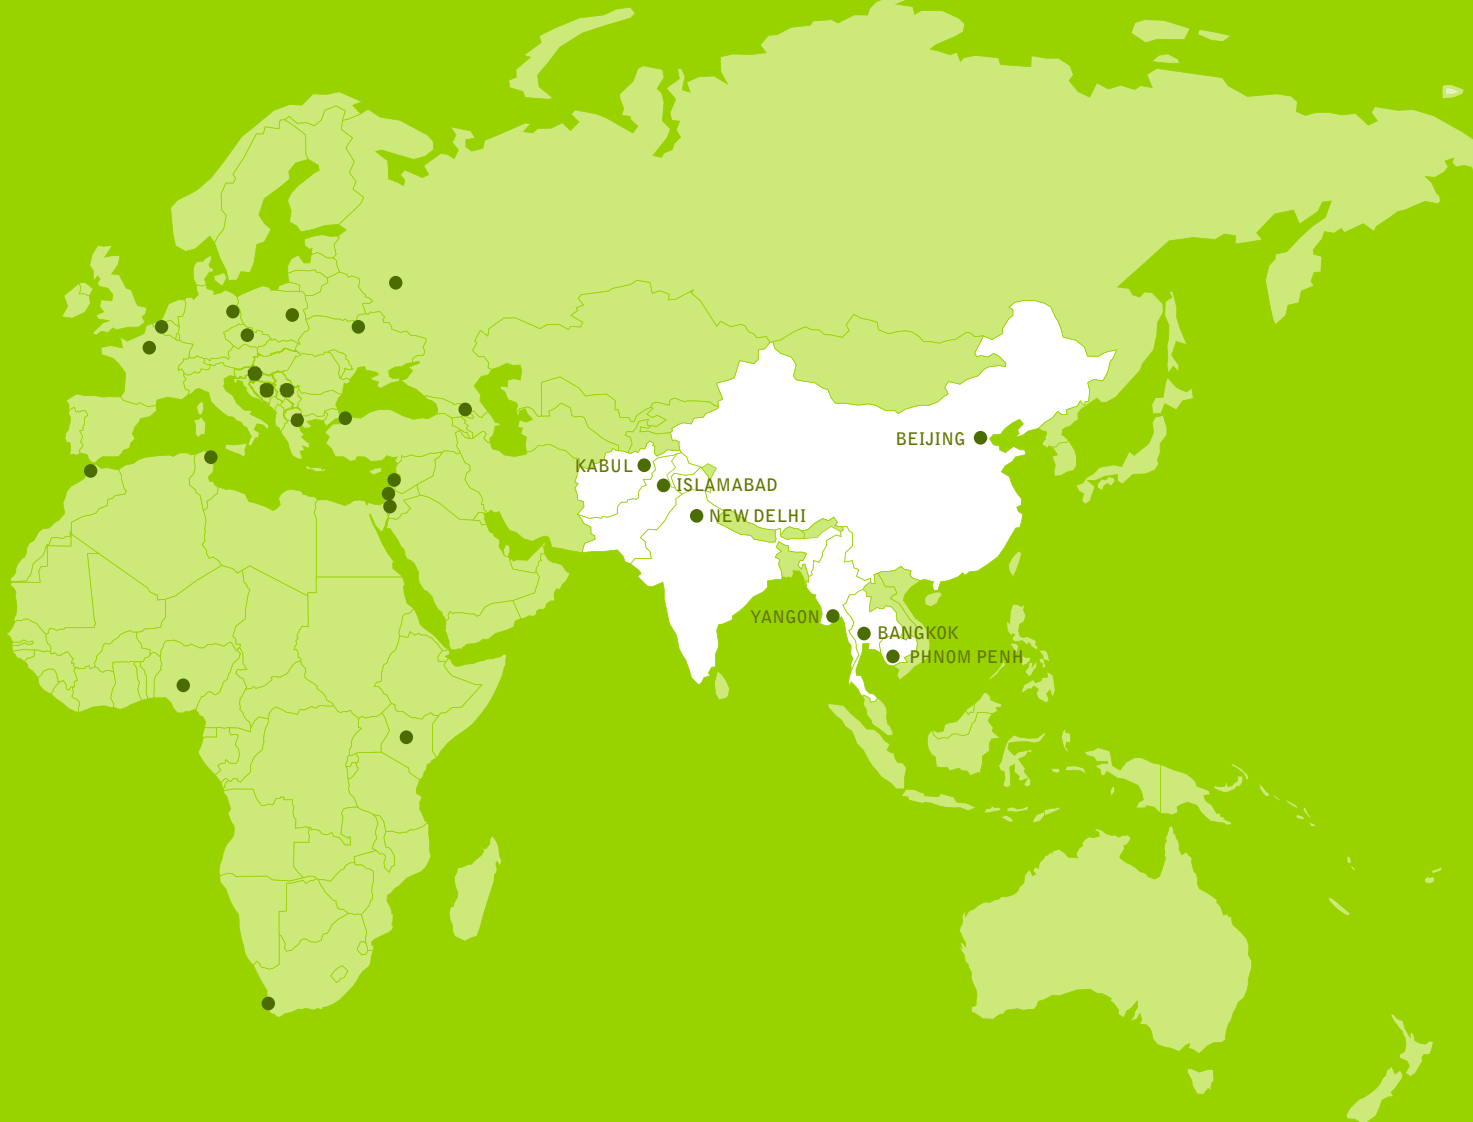 BEIJING
KABUL
ISLAMABAD
NEW DELHI
YANGON
BANGKOK
PHNOM PENH